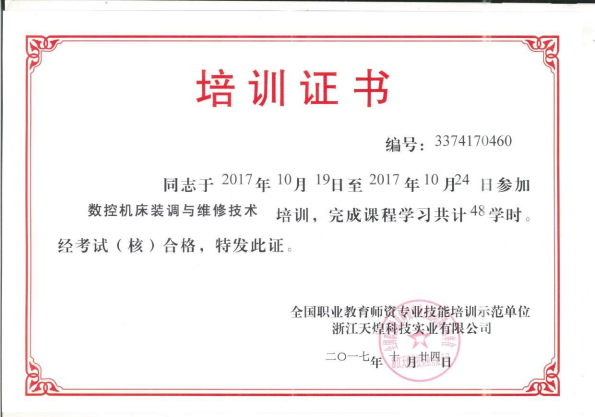 培训证书
编号：3374170460
同志于 2017 年 10 月 19 日至 2017 年 10 月 24 日参加
数控机床装调与维修技术 培训，完成课程学习共计 48 学时。
经考试（核）合格，特发此证。
全国职业教育师资专业技能培训示范单位
浙江天煌科技实业有限公司
二〇一七年十月廿四日